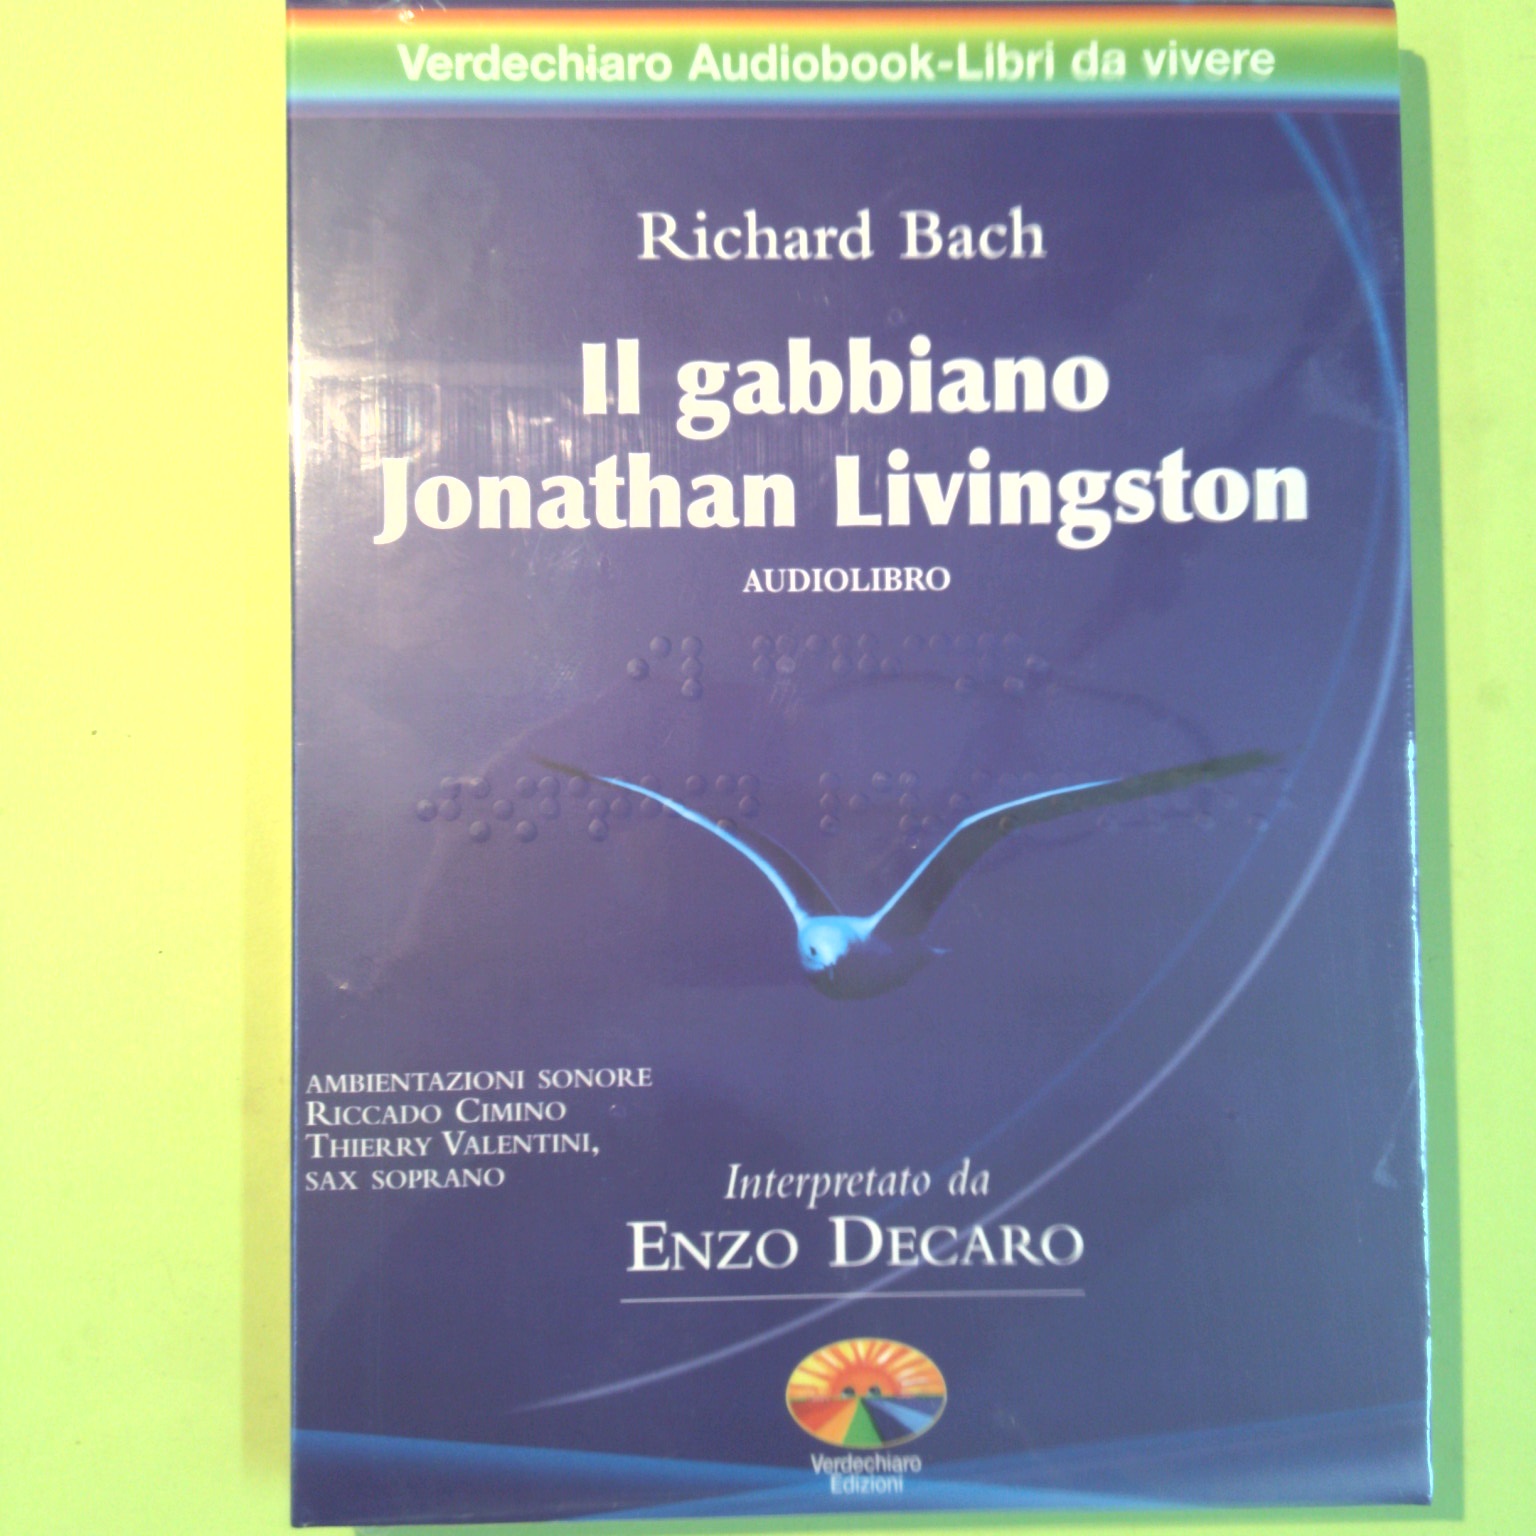 Verdechiaro Audiobook-Libri da vivere
Richard Bach
Il gabbiano
Jonathan Livingston
AUDIOLIBRO
AMBIENTAZIONI SONORE
RICCADO CIMINO
THIERRY VALENTINI,
SAX SOPRANO
Interpretato da
ENZO DECARO
Verdechiaro
Edizioni